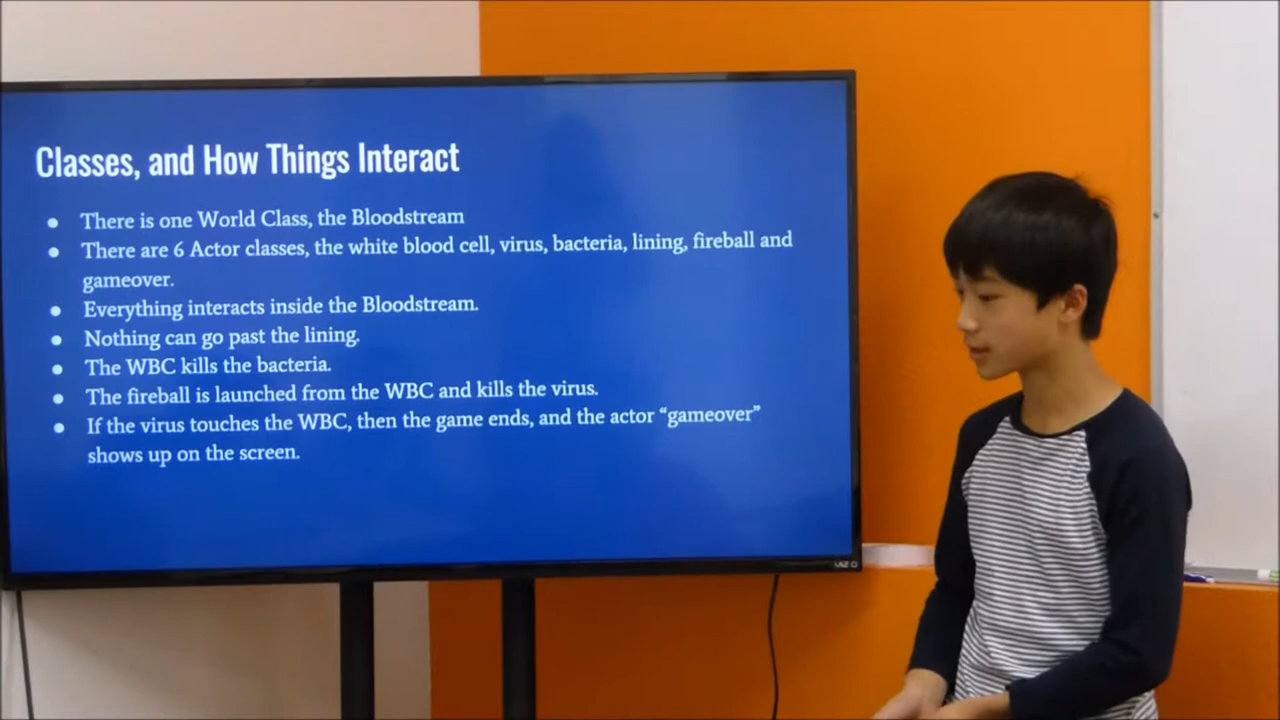 Classes, and How Things Interact
● There is one World Class, the Bloodstream
● There are 6 Actor classes, the white blood cell, virus, bacteria, lining, fireball and
gameover.
● Everything interacts inside the Bloodstream.
● Nothing can go past the lining.
● The WBC kills the bacteria.
● The fireball is launched from the WBC and kills the virus.
● If the virus touches the WBC, then the game ends, and the actor “gameover”
shows up on the screen.
VIZIO